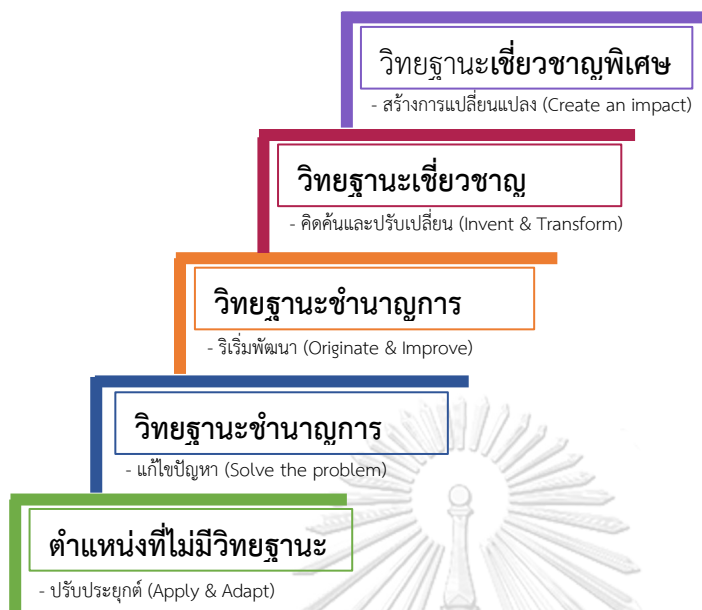 วิทยฐานะเชี่ยวชาญพิเศษ
- สร้างการแปลี่ยนแปลง (Create an impact)
วิทยฐานะเชี่ยวชาญ
- คิดค้นและปรับเปลี่ยน (Invent & Transform)
วิทยฐานะชำนาญการ
- ริเริ่มพัฒนา (Originate & Improve)
วิทยฐานะชำนาญการ
- แก้ไขปัญหา (Solve the problem)
ตำแหน่งที่ไม่มีวิทยฐานะ
- ปรับประยุกต์ (Apply & Adapt)